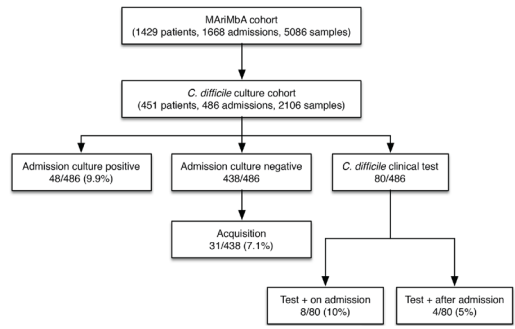 MAriMbA cohort
(1429 patients, 1668 admissions, 5086 samples)
C. difficile culture cohort
(451 patients, 486 admissions, 2106 samples)
Admission culture positive
48/486 (9.9%)
Admission culture negative
438/486
C. difficile clinical test
80/486
Acquisition
31/438 (7.1%)
Test + on admission
8/80 (10%)
Test + after admission
4/80 (5%)